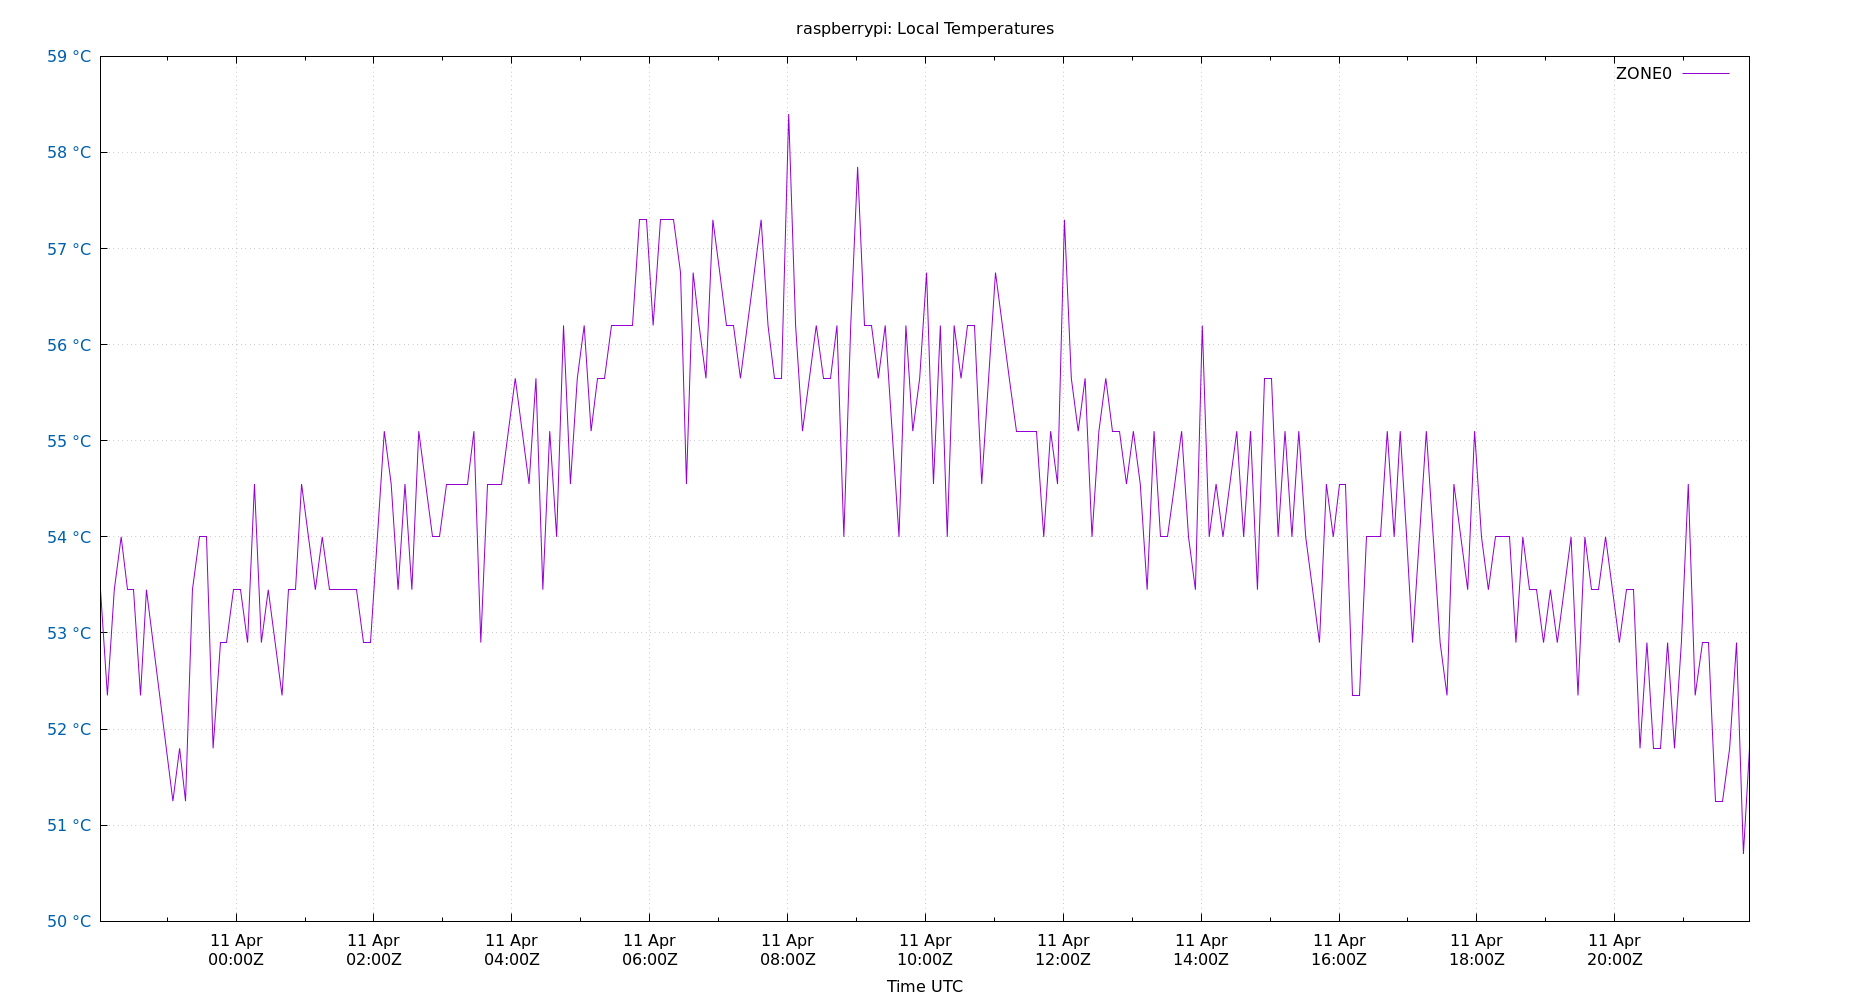 raspberrypi: Local Temperatures
59 °C
ZONE0
58 °C
57 °C
56 °C
55 °C
54 °C
53 °C
52 °C
51 °C
50 °C
11 Apr 11 Apr 11 Apr 11 Apr 11 Apr 11 Apr 11 Apr 11 Apr 11 Apr 11 Apr 11 Apr
00:00Z 02:00Z 04:00Z 06:00Z 08:00Z 10:00Z 12:00Z 14:00Z 16:00Z 18:00Z 20:00Z
Time UTC